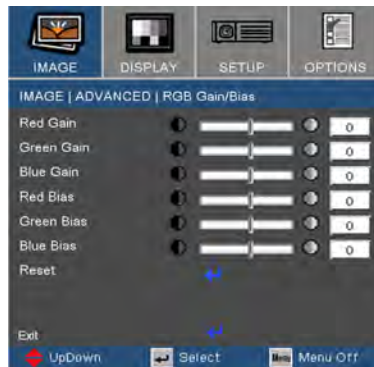 IMAGE DISPLAY SETUP OPTIONS
IMAGE | ADVANCED | RGB Gain/Bias
Red Gain 0
Green Gain 0
Blue Gain 0
Red Bias 0
Green Bias 0
Blue Bias 0
Reset
Exit
UpDown Select Menu Menu Off